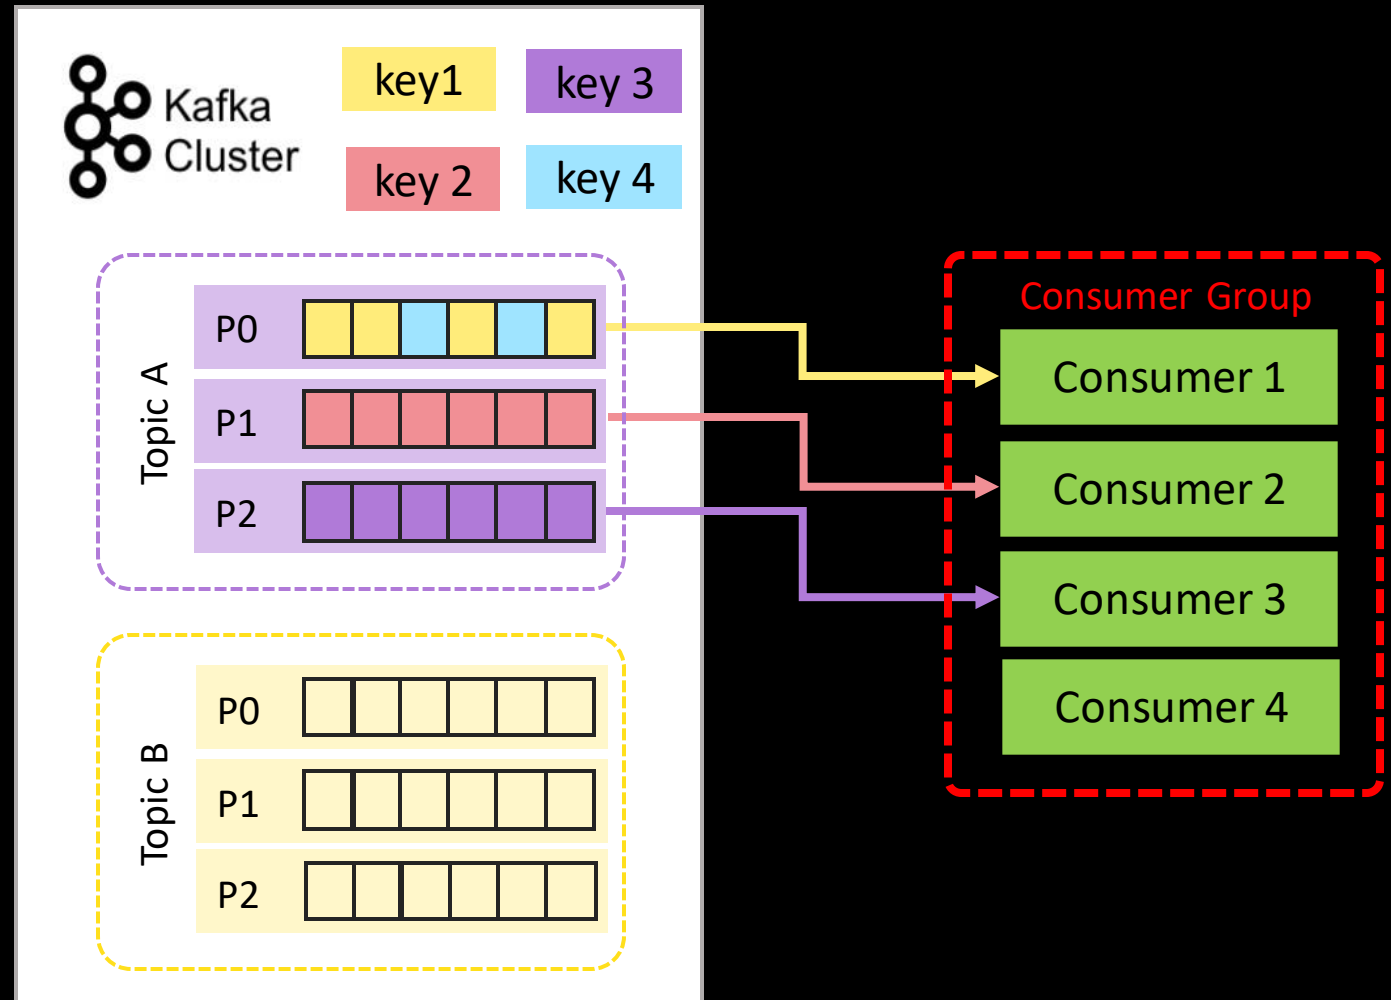 Kafka
Cluster
key1
key 3
key 2
key 4
Topic A
P0
P1
P2
Topic B
P0
P1
P2
Consumer Group
Consumer 1
Consumer 2
Consumer 3
Consumer 4